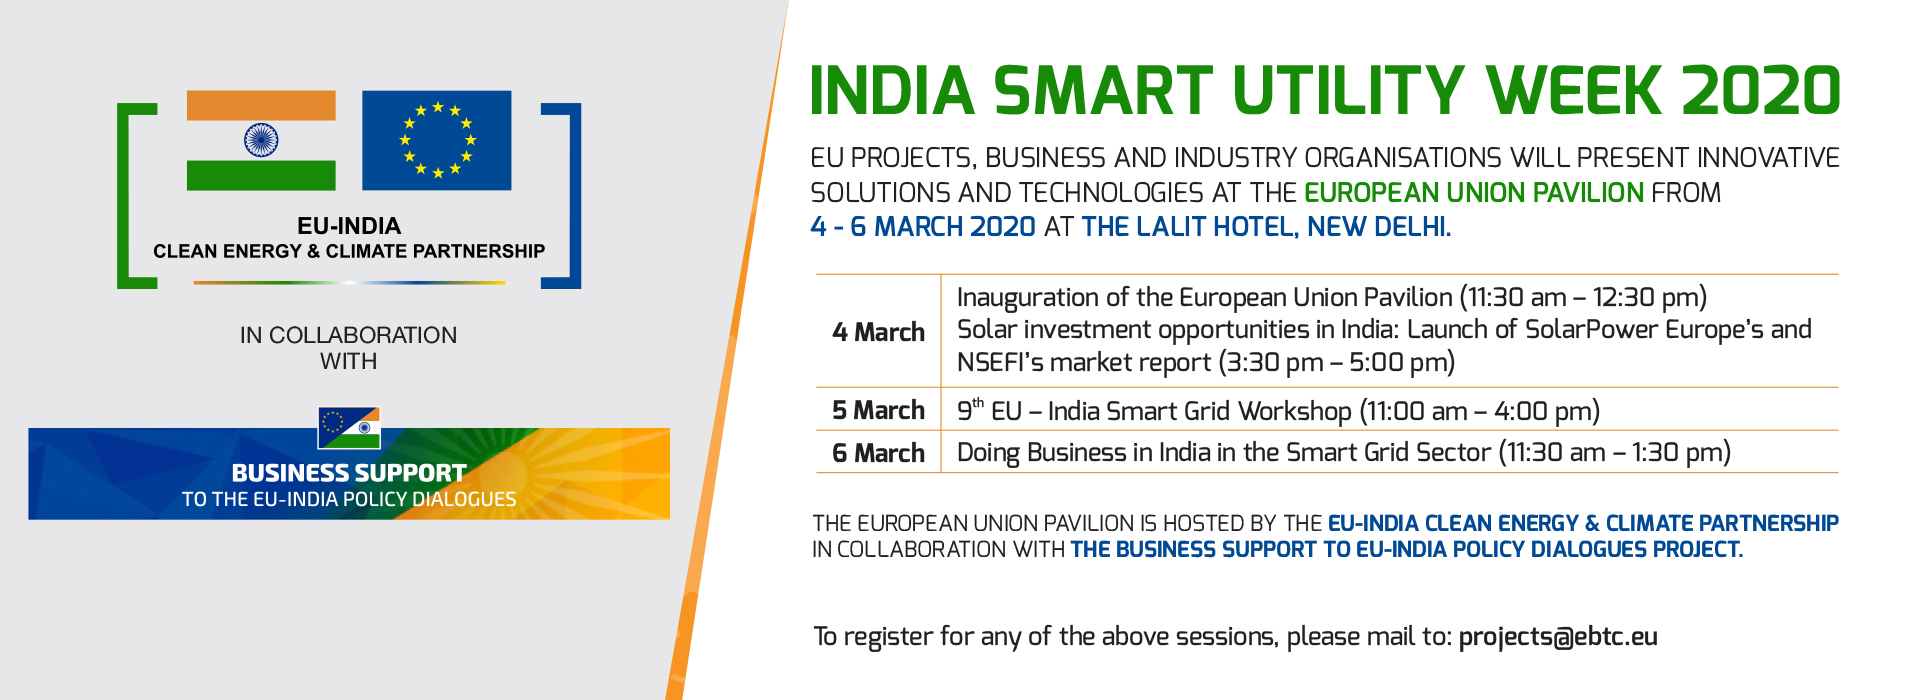 EU-INDIA
CLEAN ENERGY & CLIMATE PARTNERSHIP
IN COLLABORATION
WITH
BUSINESS SUPPORT
TO THE EU-INDIA POLICY DIALOGUES
INDIA SMART UTILITY WEEK 2020
EU PROJECTS, BUSINESS AND INDUSTRY ORGANISATIONS WILL PRESENT INNOVATIVE
SOLUTIONS AND TECHNOLOGIES AT THE EUROPEAN UNION PAVILION FROM
4 - 6 MARCH 2020 AT THE LALIT HOTEL, NEW DELHI.
4 March
Inauguration of the European Union Pavilion (11:30 am – 12:30 pm)
Solar investment opportunities in India: Launch of SolarPower Europe's and
NSEFI's market report (3:30 pm – 5:00 pm)
5 March 9th EU – India Smart Grid Workshop (11:00 am – 4:00 pm)
6 March Doing Business in India in the Smart Grid Sector (11:30 am – 1:30 pm)
THE EUROPEAN UNION PAVILION IS HOSTED BY THE EU-INDIA CLEAN ENERGY & CLIMATE PARTNERSHIP
IN COLLABORATION WITH THE BUSINESS SUPPORT TO EU-INDIA POLICY DIALOGUES PROJECT.
To register for any of the above sessions, please mail to: projects@ebtc.eu